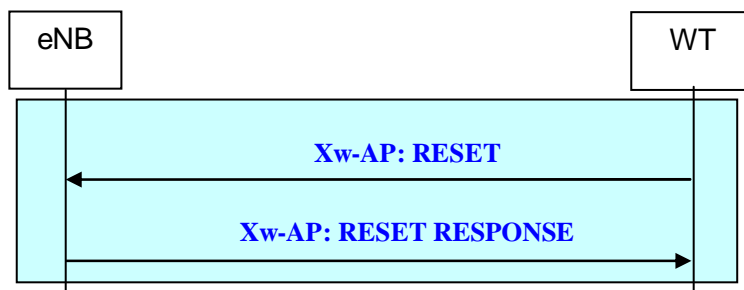 eNB
WT
Xw-AP: RESET
Xw-AP: RESET RESPONSE